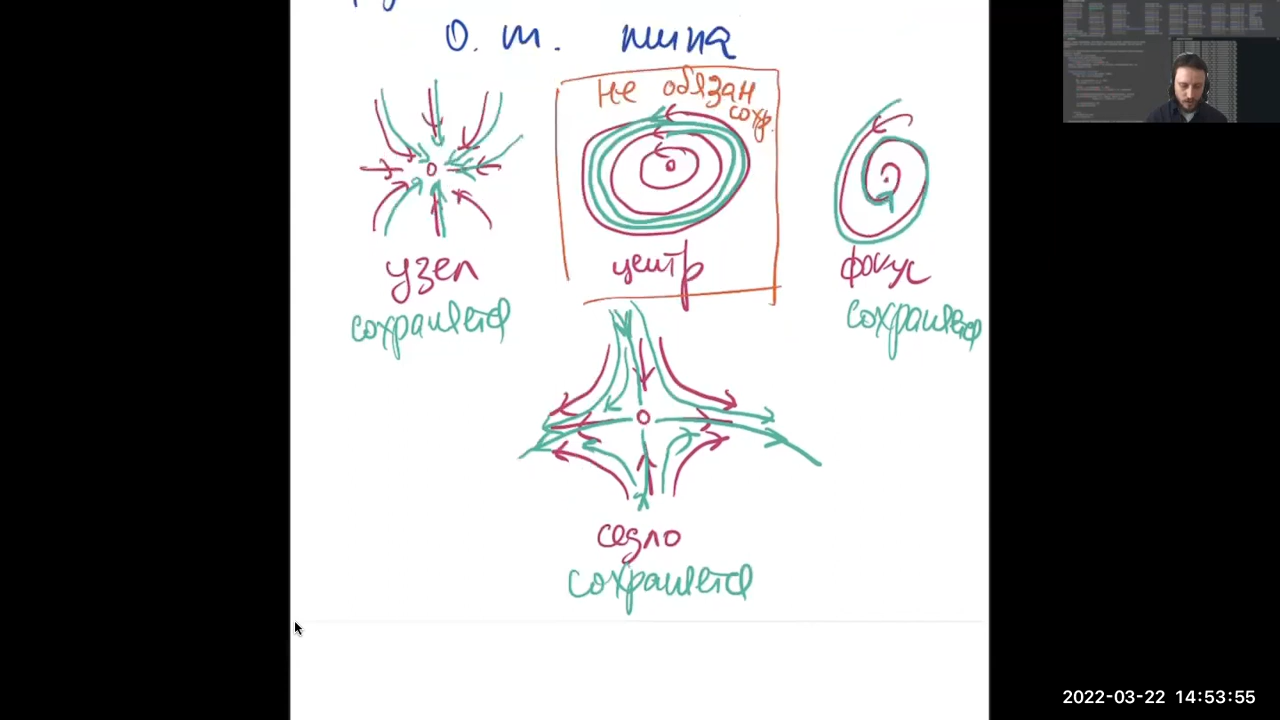 О. т. типа
не обязан
сохр.
узел
центр
фокус
сохраняется
сохраняется
седло
сохраняется
2022-03-22 14:53:55